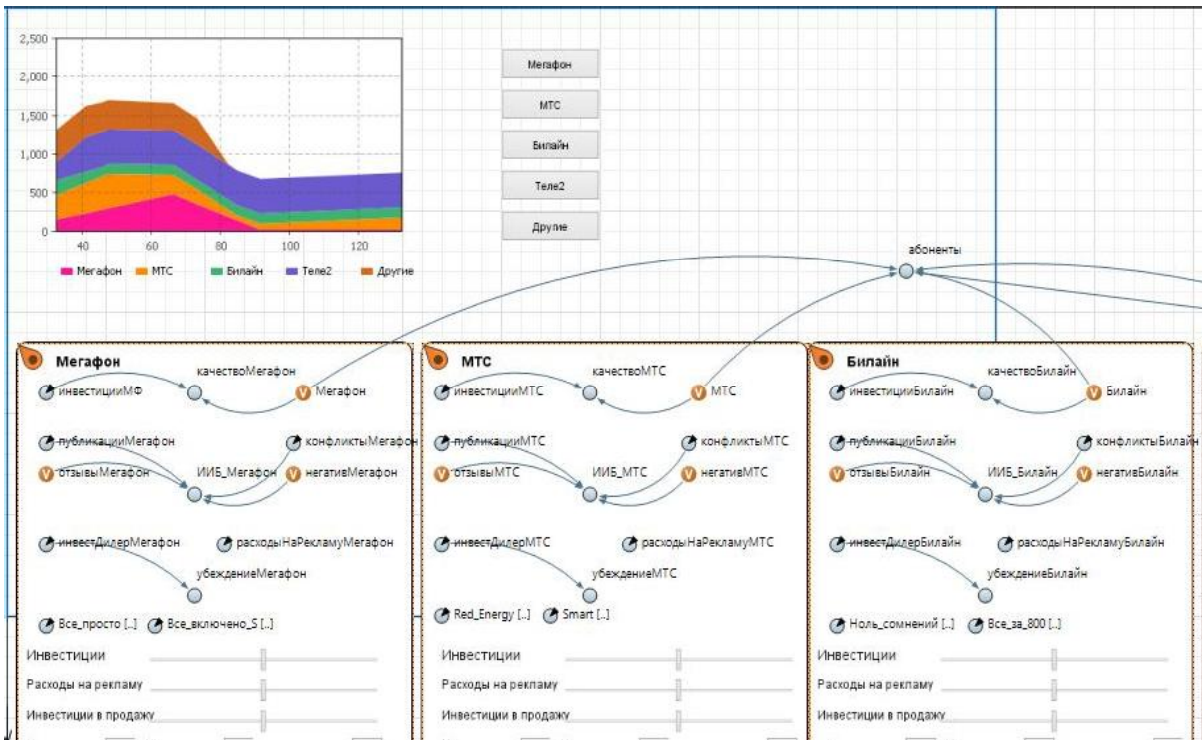 2,500
2,000
1,500
1,000
500
0
40 60 80 100 120
Мегафон МТС Билайн Теле2 Другие
Мегафон
МТС
Билайн
Теле2
Другие
абоненты
Мегафон
качествоМегафон
инвестицииМФ
Мегафон
публикацииМегафон
конфликтыМегафон
отзывыМегафон
ИИБ_Мегафон
негативМегафон
инвестДилерМегафон
расходыНаРекламуМегафон
убеждениеМегафон
Все_просто [..]
Все_включено_S [..]
Инвестиции
Расходы на рекламу
Инвестиции в продажу
МТС
качествоМТС
инвестицииМТС
МТС
публикацииМТС
конфликтыМТС
отзывыМТС
ИИБ_МТС
негативМТС
инвестДилерМТС
расходыНаРекламуМТС
убеждениеМТС
Red_Energy [..]
Smart [..]
Инвестиции
Расходы на рекламу
Инвестиции в продажу
Билайн
качествоБилайн
инвестицииБилайн
Билайн
публикацииБилайн
конфликтыБилайн
отзывыБилайн
ИИБ_Билайн
негативБилайн
инвестДилерБилайн
расходыНаРекламуБилайн
убеждениеБилайн
Ноль_сомнений [..]
Все_за_800 [..]
Инвестиции
Расходы на рекламу
Инвестиции в продажу